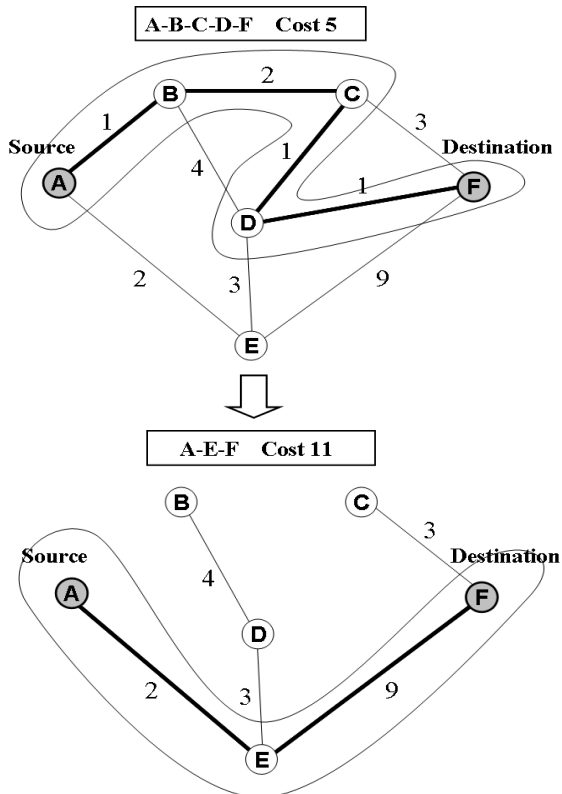 A-B-C-D-F Cost 5
2
B
C
1
3
Source
Destination
4
1
1
A
F
D
2
3
9
E
A-E-F Cost 11
B
C
3
Source
Destination
4
A
F
D
2
3
9
E